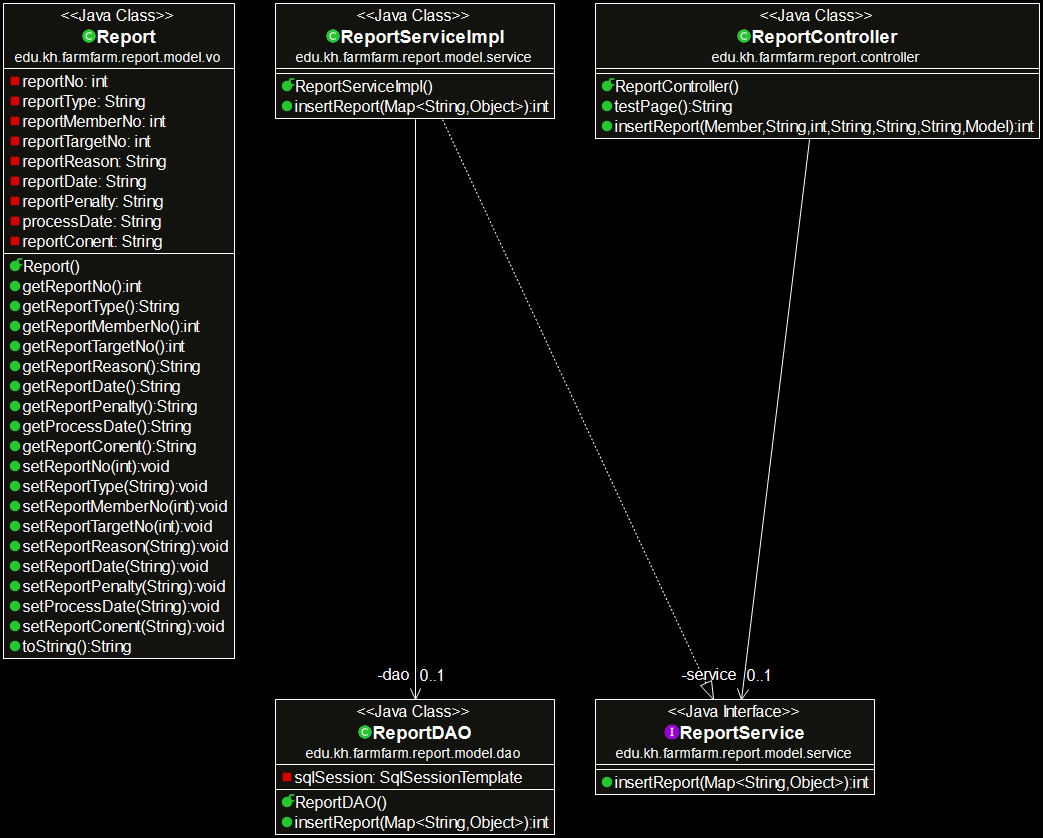 <<Java Class>>
Report
edu.kh.farmfarm.report.model.vo
reportNo: int
reportType: String
reportMemberNo: int
reportTargetNo: int
reportReason: String
reportDate: String
reportPenalty: String
processDate: String
reportConent: String
Report()
getReportNo():int
getReportType():String
getReportMemberNo():int
getReportTargetNo():int
getReportReason():String
getReportDate():String
getReportPenalty():String
getProcessDate():String
getReportConent():String
setReportNo(int):void
setReportType(String):void
setReportMemberNo(int):void
setReportTargetNo(int):void
setReportReason(String):void
setReportDate(String):void
setReportPenalty(String):void
setProcessDate(String):void
setReportConent(String):void
toString():String
<<Java Class>>
ReportServiceImpl
edu.kh.farmfarm.report.model.service
ReportServiceImpl()
insertReport(Map<String,Object>):int
<<Java Class>>
ReportController
edu.kh.farmfarm.report.controller
ReportController()
testPage():String
insertReport(Member,String,int,String,String,String,Model):int
-dao 0..1
-service 0..1
<<Java Class>>
ReportDAO
edu.kh.farmfarm.report.model.dao
sqlSession: SqlSessionTemplate
ReportDAO()
insertReport(Map<String,Object>):int
<<Java Interface>>
ReportService
edu.kh.farmfarm.report.model.service
insertReport(Map<String,Object>):int